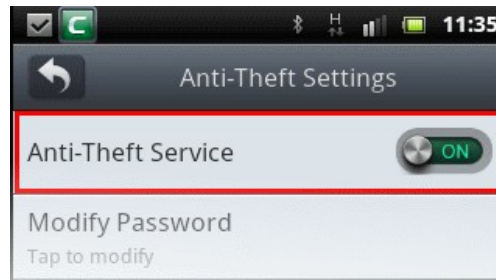 C H 11:35
Anti-Theft Settings
Anti-Theft Service ON
Modify Password
Tap to modify